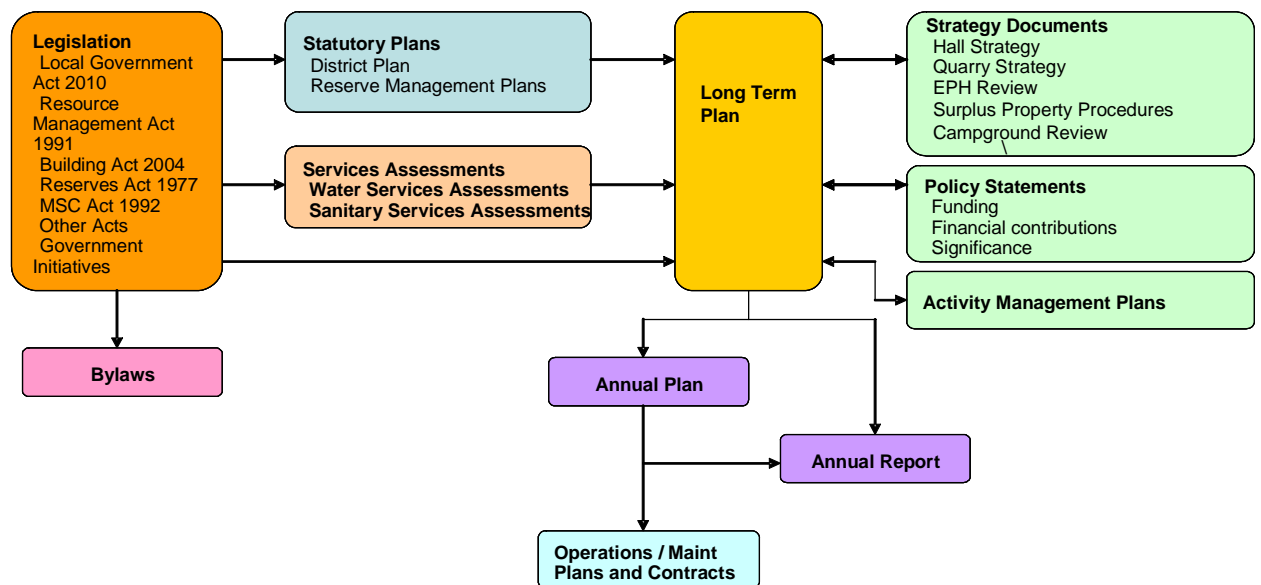 Legislation
Local Government
Act 2010
Resource
Management Act
1991
Building Act 2004
Reserves Act 1977
MSC Act 1992
Other Acts
Government
Initiatives
Bylaws
Statutory Plans
District Plan
Reserve Management Plans
Services Assessments
Water Services Assessments
Sanitary Services Assessments
Long Term
Plan
Strategy Documents
Hall Strategy
Quarry Strategy
EPH Review
Surplus Property Procedures
Campground Review
Policy Statements
Funding
Financial contributions
Significance
Activity Management Plans
Annual Plan
Annual Report
Operations / Maint
Plans and Contracts